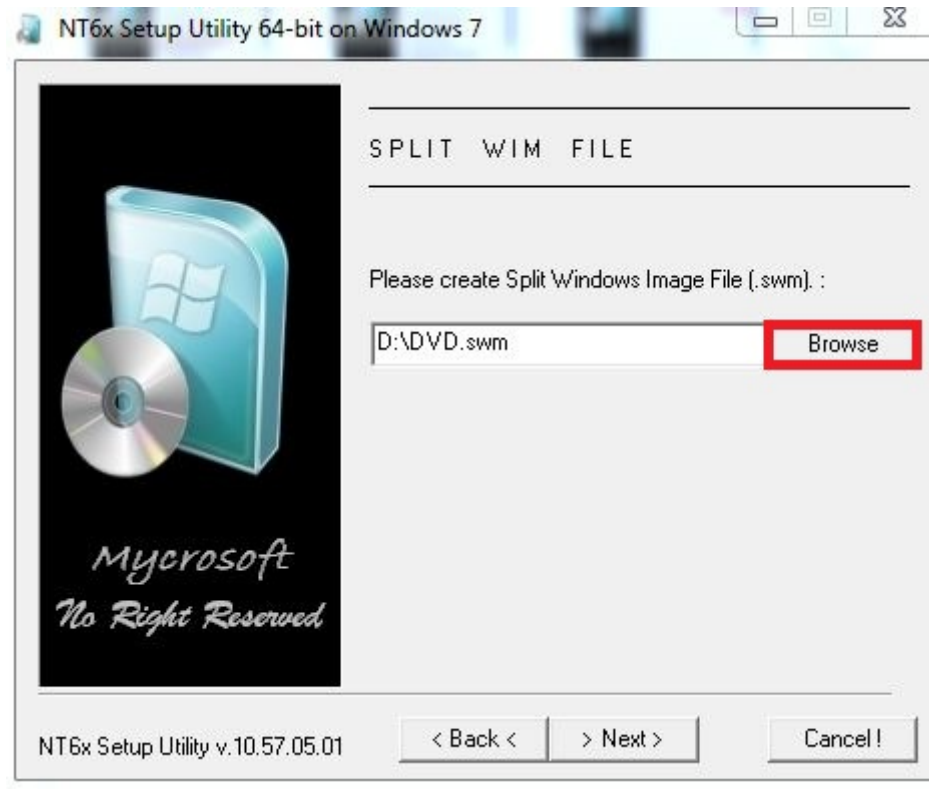 NT6x Setup Utility 64-bit on Windows 7
SPLIT WIM FILE
Please create Split Windows Image File (.swm). :
D:\DVD.swm
Browse
Mycrosoft
No Right Reserved
NT6x Setup Utility v.10.57.05.01
< Back <
> Next >
Cancel !